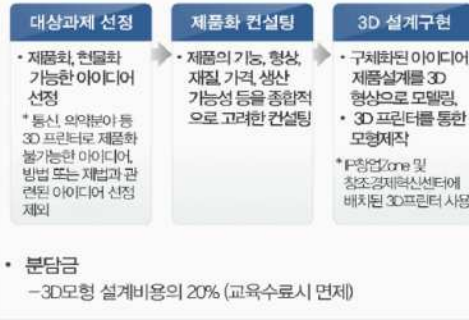 대상과제 선정
• 제품화, 현물화
가능한 아이디어
선정
* 통신, 의약분야 등
3D 프린터로 제품화
불가능한 아이디어,
방법 또는 제법과 관
련된 아이디어 선정
제외
제품화 컨설팅
• 제품의 기능, 형상,
재질, 가격, 생산
가능성 등을 종합적
으로 고려한 컨설팅
3D 설계구현
• 구체화된 아이디어
제품설계를 3D
형상으로 모델링,
• 3D 프린터를 통한
모형제작
* IP창업Zone 및
창조경제혁신센터에
배치된 3D프린터 사용
• 분담금
-3D모형 설계비용의 20% (교육수료시 면제)